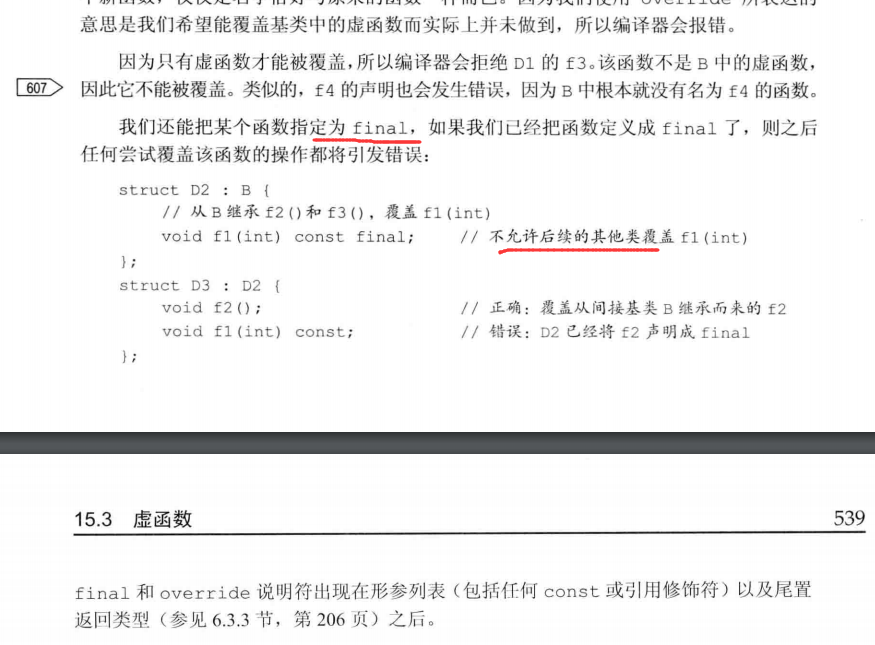 意思是我们希望能覆盖基类中的虚函数而实际上并未做到，所以编译器会报错。
因为只有虚函数才能被覆盖，所以编译器会拒绝 D1 的 f3。该函数不是 B 中的虚函数，
607 因此它不能被覆盖。类似的，f4 的声明也会发生错误，因为 B 中根本就没有名为 f4 的函数。
我们还能把某个函数指定为 final，如果我们已经把函数定义成 final 了，则之后
任何尝试覆盖该函数的操作都将引发错误：
struct D2 : B {
// 从 B 继承 f2()和 f3()，覆盖 f1(int)
void f1(int) const final; // 不允许后续的其他类覆盖 f1(int)
};
struct D3 : D2 {
void f2(); // 正确：覆盖从间接基类 B 继承而来的 f2
void f1(int) const; // 错误：D2 已经将 f2 声明成 final
};
15.3 虚函数 539
final 和 override 说明符出现在形参列表（包括任何 const 或引用修饰符）以及尾置
返回类型（参见 6.3.3 节，第 206 页）之后。